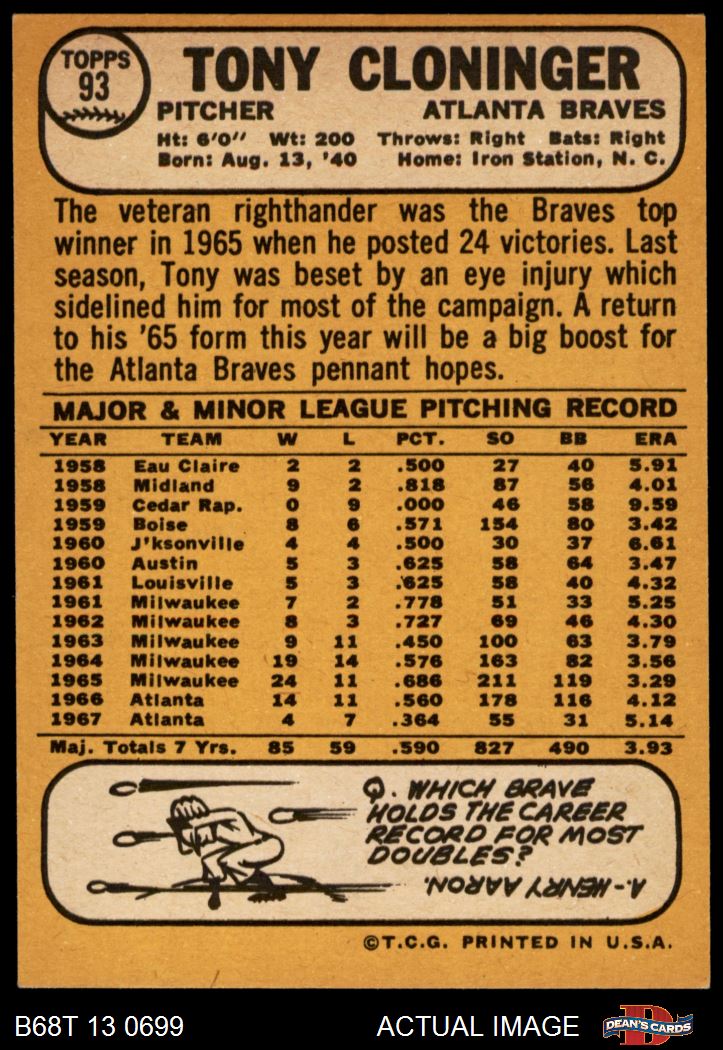 TOPPS
93
TONY CLONINGER
PITCHER ATLANTA BRAVES
Ht: 6'0" Wt: 200 Throws: Right Bats: Right
Born: Aug. 13, '40 Home: Iron Station, N. C.
The veteran righthander was the Braves top
winner in 1965 when he posted 24 victories. Last
season, Tony was beset by an eye injury which
sidelined him for most of the campaign. A return
to his '65 form this year will be a big boost for
the Atlanta Braves pennant hopes.
MAJOR & MINOR LEAGUE PITCHING RECORD
YEAR TEAM W L PCT. SO BB ERA
1958 Eau Claire 2 2 .500 27 40 5.91
1958 Midland 9 2 .818 87 56 4.01
1959 Cedar Rap. 0 9 .000 46 58 9.59
1959 Boise 8 6 .571 154 80 3.42
1960 J'ksonville 4 4 .500 30 37 6.61
1960 Austin 5 3 .625 58 64 3.47
1961 Louisville 5 3 .625 58 40 4.32
1961 Milwaukee 7 2 .778 51 33 5.25
1962 Milwaukee 8 3 .727 69 46 4.30
1963 Milwaukee 9 11 .450 100 63 3.79
1964 Milwaukee 19 14 .576 163 82 3.56
1965 Milwaukee 24 11 .686 211 119 3.29
1966 Atlanta 14 11 .560 178 116 4.12
1967 Atlanta 4 7 .364 55 31 5.14
Maj. Totals 7 Yrs. 85 59 .590 827 490 3.93
Q. WHICH BRAVE
HOLDS THE CAREER
RECORD FOR MOST
DOUBLES?
A.-HENRY AARON.
©T.C.G. PRINTED IN U.S.A.
B68T 13 0699 ACTUAL IMAGE
D
DEAN'S CARDS